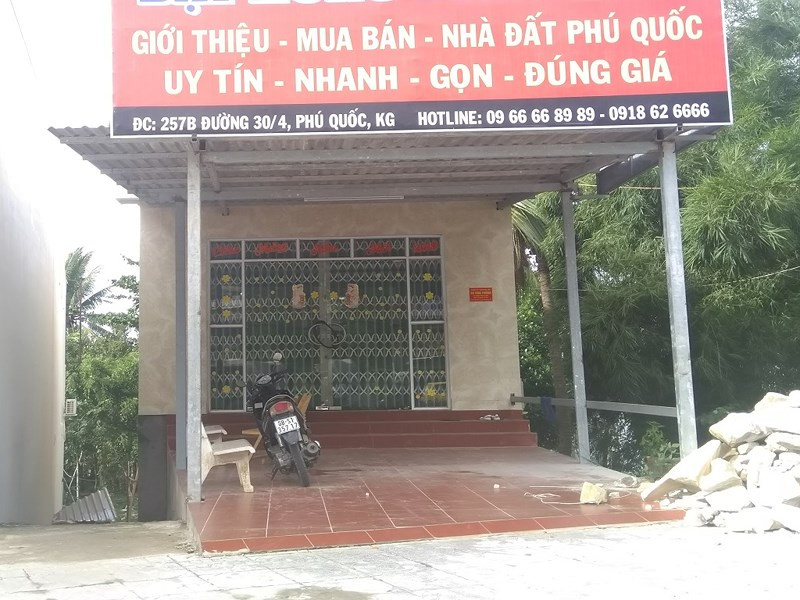 GIỚI THIỆU - MUA BÁN - NHÀ ĐẤT PHÚ QUỐC
UY TÍN - NHANH - GỌN - ĐÚNG GIÁ
ĐC: 257B ĐƯỜNG 30/4, PHÚ QUỐC, KG HOTLINE: 09 66 66 89 89 - 0918 62 6666